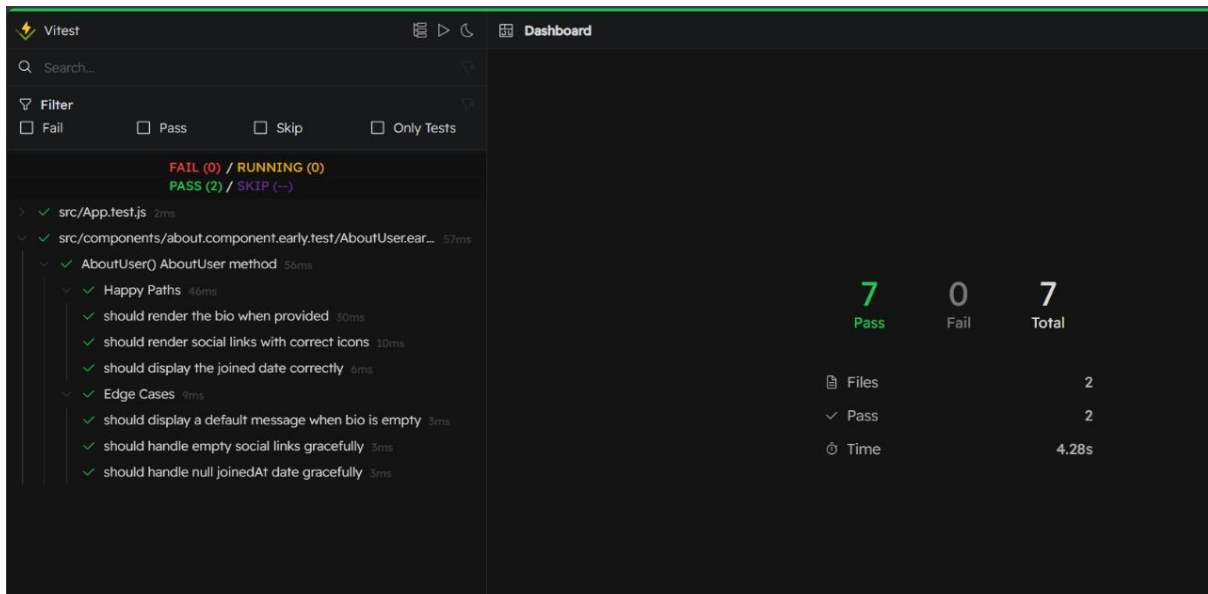 Vitest
Dashboard
Search...
Filter
Fail Pass Skip Only Tests
FAIL (0) / RUNNING (0)
PASS (2) / SKIP (--)
src/App.test.js 2ms
src/components/about.component.early.test/AboutUser.ear... 57ms
AboutUser() AboutUser method 56ms
Happy Paths 46ms
should render the bio when provided 30ms
should render social links with correct icons 10ms
should display the joined date correctly 6ms
Edge Cases 9ms
should display a default message when bio is empty 3ms
should handle empty social links gracefully 3ms
should handle null joinedAt date gracefully 3ms
7 0 7
Pass Fail Total
Files 2
Pass 2
Time 4.28s